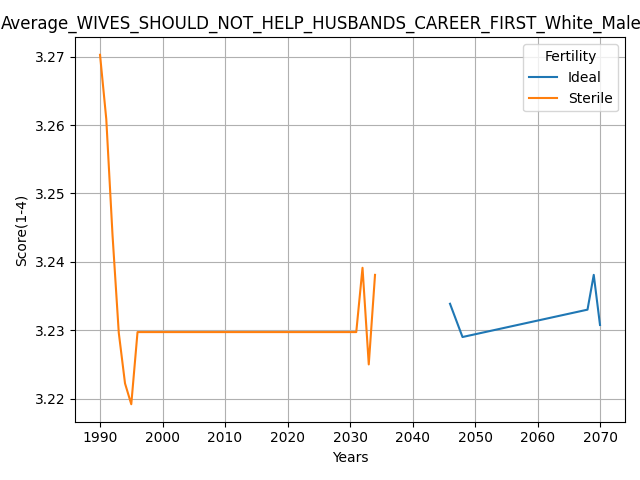 Average_WIVES_SHOULD_NOT_HELP_HUSBANDS_CAREER_FIRST_White_Male
Fertility
Ideal
Sterile
3.27
3.26
3.25
3.24
3.23
3.22
Score(1-4)
1990 2000 2010 2020 2030 2040 2050 2060 2070
Years